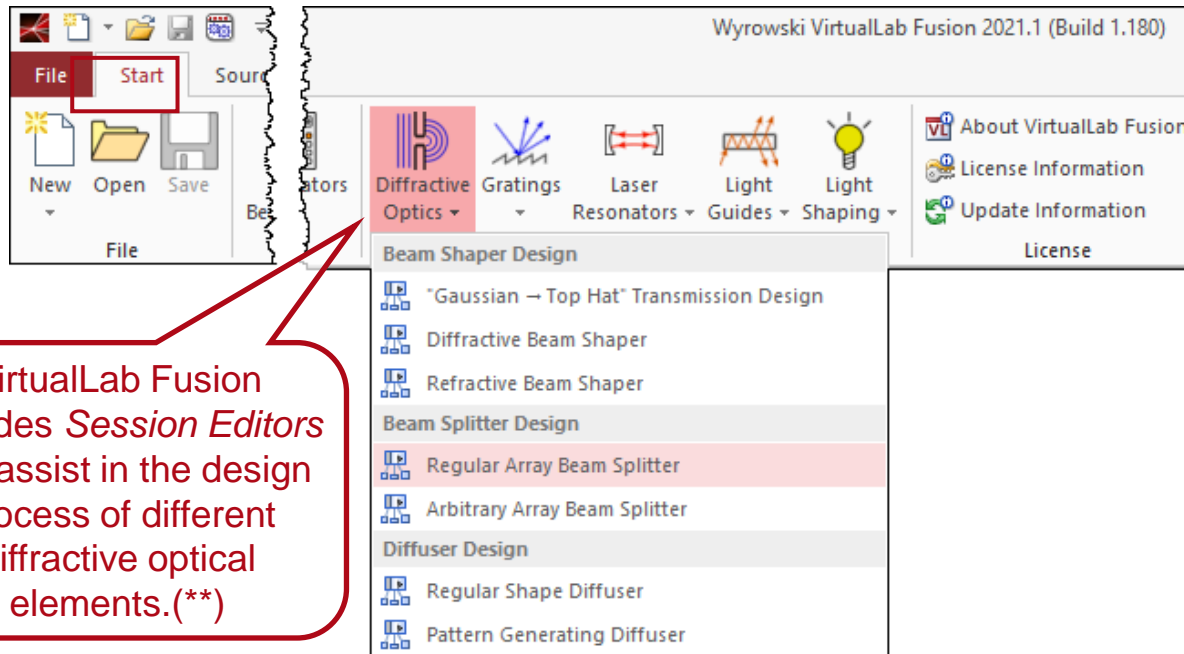 Wyrowski VirtualLab Fusion 2021.1 (Build 1.180)
File Start Sour
New Open Save
File
ators
Diffractive Optics
Gratings
Laser Resonators
Light Guides
Light Shaping
About VirtualLab Fusion
License Information
Update Information
License
Beam Shaper Design
"Gaussian → Top Hat" Transmission Design
Diffractive Beam Shaper
Refractive Beam Shaper
Beam Splitter Design
Regular Array Beam Splitter
Arbitrary Array Beam Splitter
Diffuser Design
Regular Shape Diffuser
Pattern Generating Diffuser
irtualLab Fusion
des Session Editors
assist in the design
ocess of different
iffractive optical
elements.(**)